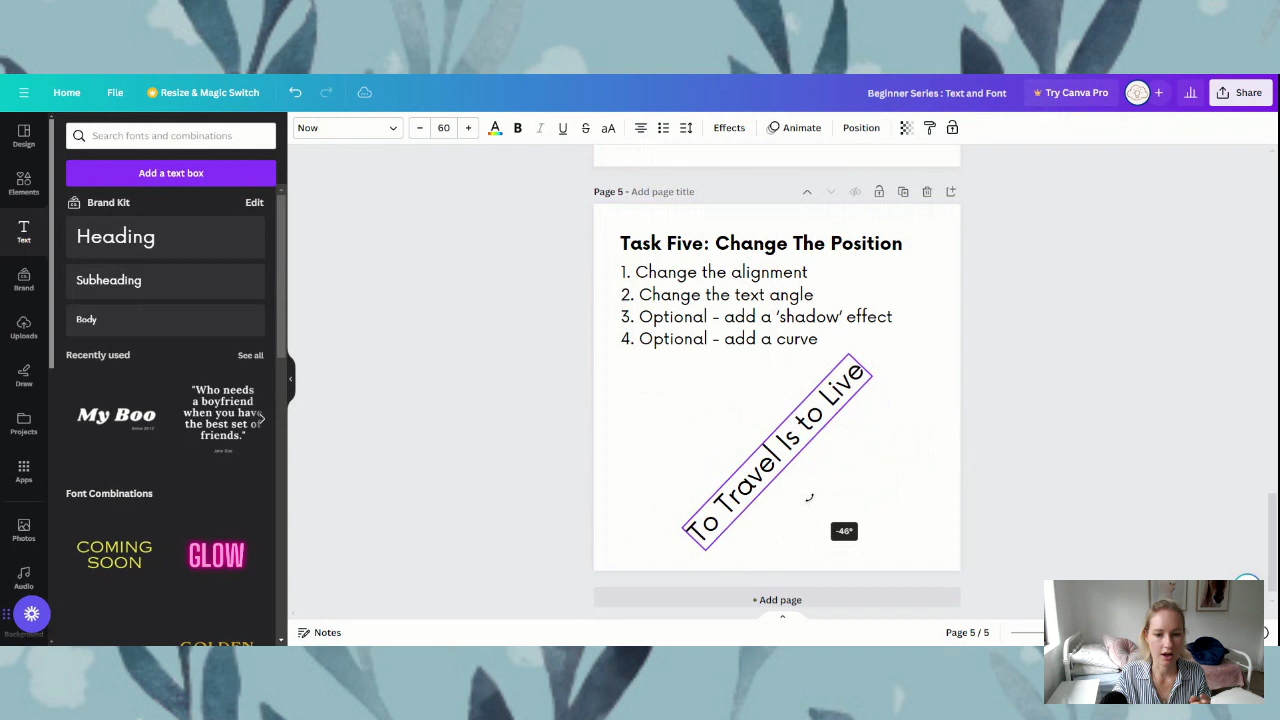 Home
File
Resize & Magic Switch
Beginner Series : Text and Font
Try Canva Pro
+
Share
Design
Elements
Text
Brand
Uploads
Draw
Projects
Apps
Photos
Audio
Background
Search fonts and combinations
Add a text box
Brand Kit
Edit
Heading
Subheading
Body
Recently used
See all
My Boo
"Who needs
a boyfriend
when you have
the best set of
friends."
Font Combinations
COMING
SOON
GLOW
GOLDEN
Now
− 60 +
A
B
I
U
S
aA
Effects
Animate
Position
Page 5 - Add page title
Task Five: Change The Position
1. Change the alignment
2. Change the text angle
3. Optional - add a ‘shadow’ effect
4. Optional - add a curve
To Travel Is to Live
-46°
+ Add page
Notes
Page 5 / 5